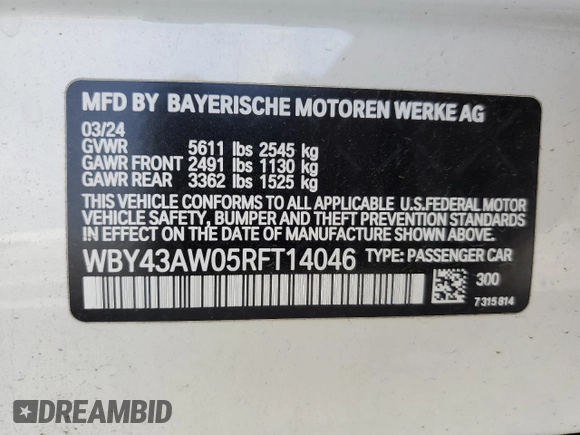 MFD BY BAYERISCHE MOTOREN WERKE AG
03/24
GVWR 5611 lbs 2545 kg
GAWR FRONT 2491 lbs 1130 kg
GAWR REAR 3362 lbs 1525 kg
THIS VEHICLE CONFORMS TO ALL APPLICABLE U.S.FEDERAL MOTOR
VEHICLE SAFETY, BUMPER AND THEFT PREVENTION STANDARDS
IN EFFECT ON THE DATE OF MANUFACTURE SHOWN ABOVE
WBY43AW05RFT14046 TYPE: PASSENGER CAR
300
7315814
DREAMBID